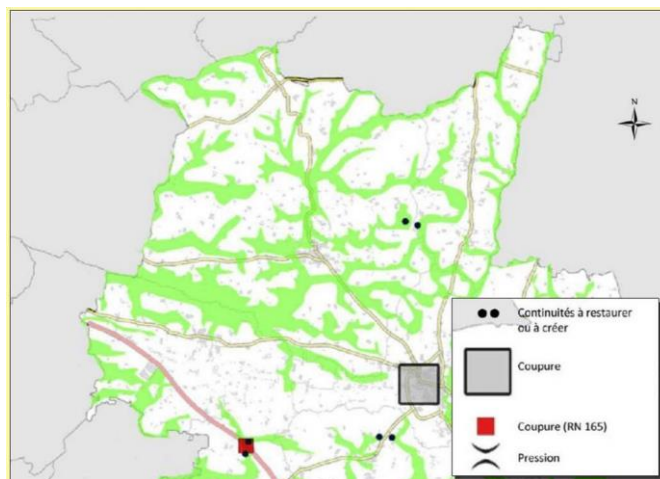 N
Continuités à restaurer
ou à créer
Coupure
Coupure (RN 165)
Pression